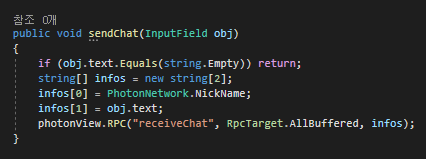 참조 0개
public void sendChat(InputField obj)
{
    if (obj.text.Equals(string.Empty)) return;
    string[] infos = new string[2];
    infos[0] = PhotonNetwork.NickName;
    infos[1] = obj.text;
    photonView.RPC("receiveChat", RpcTarget.AllBuffered, infos);
}